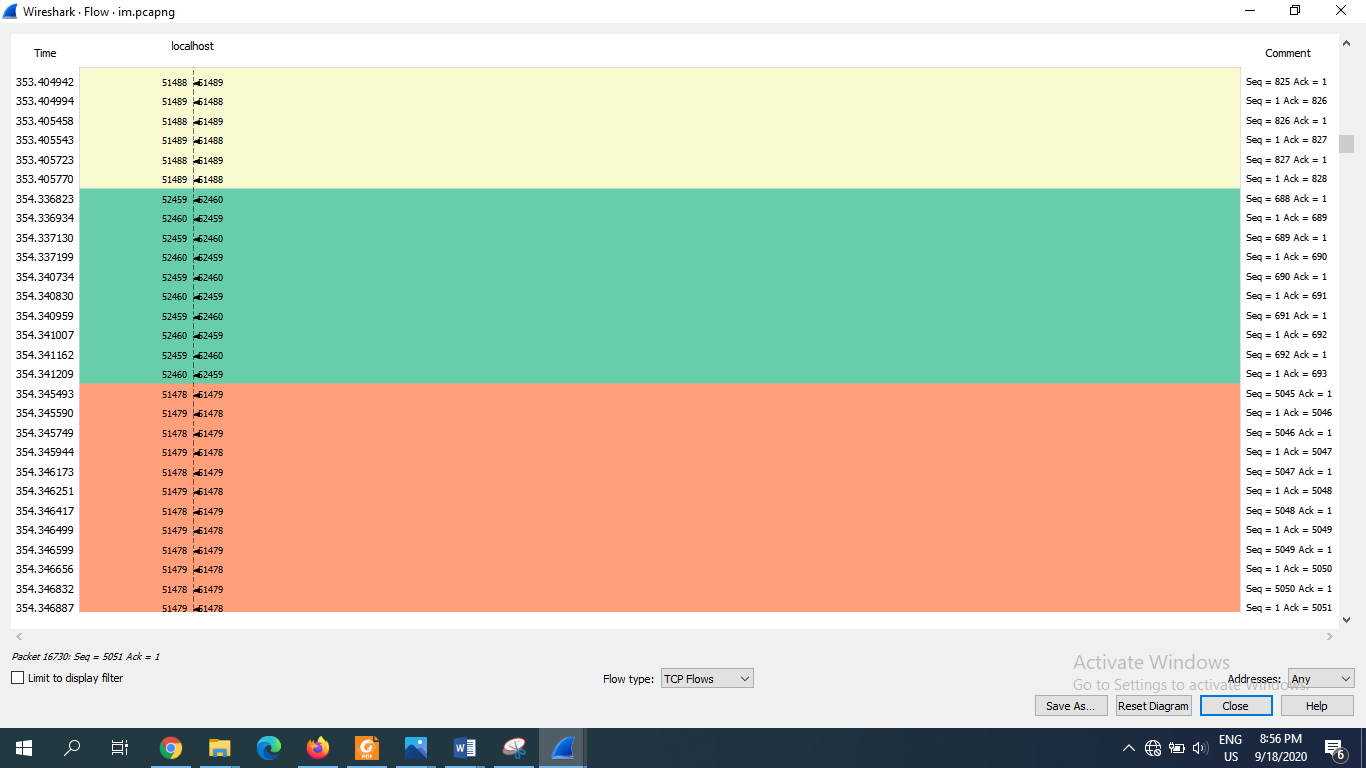 Wireshark · Flow · im.pcapng
Time localhost Comment
353.404942 51488 51489 Seq = 825 Ack = 1
353.404994 51489 51488 Seq = 1 Ack = 826
353.405458 51488 51489 Seq = 826 Ack = 1
353.405543 51489 51488 Seq = 1 Ack = 827
353.405723 51488 51489 Seq = 827 Ack = 1
353.405770 51489 51488 Seq = 1 Ack = 828
354.336823 52459 52460 Seq = 688 Ack = 1
354.336934 52460 52459 Seq = 1 Ack = 689
354.337130 52459 52460 Seq = 689 Ack = 1
354.337199 52460 52459 Seq = 1 Ack = 690
354.340734 52459 52460 Seq = 690 Ack = 1
354.340830 52460 52459 Seq = 1 Ack = 691
354.340959 52459 52460 Seq = 691 Ack = 1
354.341007 52460 52459 Seq = 1 Ack = 692
354.341162 52459 52460 Seq = 692 Ack = 1
354.341209 52460 52459 Seq = 1 Ack = 693
354.345493 51478 51479 Seq = 5045 Ack = 1
354.345590 51479 51478 Seq = 1 Ack = 5046
354.345749 51478 51479 Seq = 5046 Ack = 1
354.345944 51479 51478 Seq = 1 Ack = 5047
354.346173 51478 51479 Seq = 5047 Ack = 1
354.346251 51479 51478 Seq = 1 Ack = 5048
354.346417 51478 51479 Seq = 5048 Ack = 1
354.346499 51479 51478 Seq = 1 Ack = 5049
354.346599 51478 51479 Seq = 5049 Ack = 1
354.346656 51479 51478 Seq = 1 Ack = 5050
354.346832 51478 51479 Seq = 5050 Ack = 1
354.346887 51479 51478 Seq = 1 Ack = 5051
Packet 16730: Seq = 5051 Ack = 1
Activate Windows
Limit to display filter Flow type: TCP Flows Addresses: Any
Go to Settings to activate Windows.
Save As... Reset Diagram Close Help
PDF
ENG 8:56 PM
US 9/18/2020 6